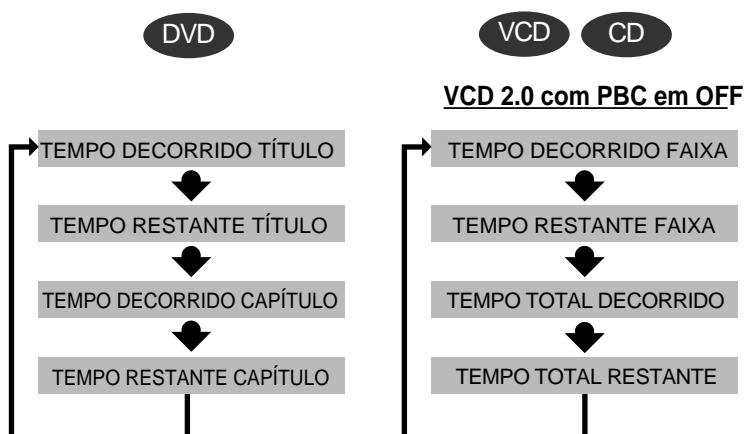 DVD
TEMPO DECORRIDO TÍTULO
TEMPO RESTANTE TÍTULO
TEMPO DECORRIDO CAPÍTULO
TEMPO RESTANTE CAPÍTULO
VCD CD
VCD 2.0 com PBC em OFF
TEMPO DECORRIDO FAIXA
TEMPO RESTANTE FAIXA
TEMPO TOTAL DECORRIDO
TEMPO TOTAL RESTANTE